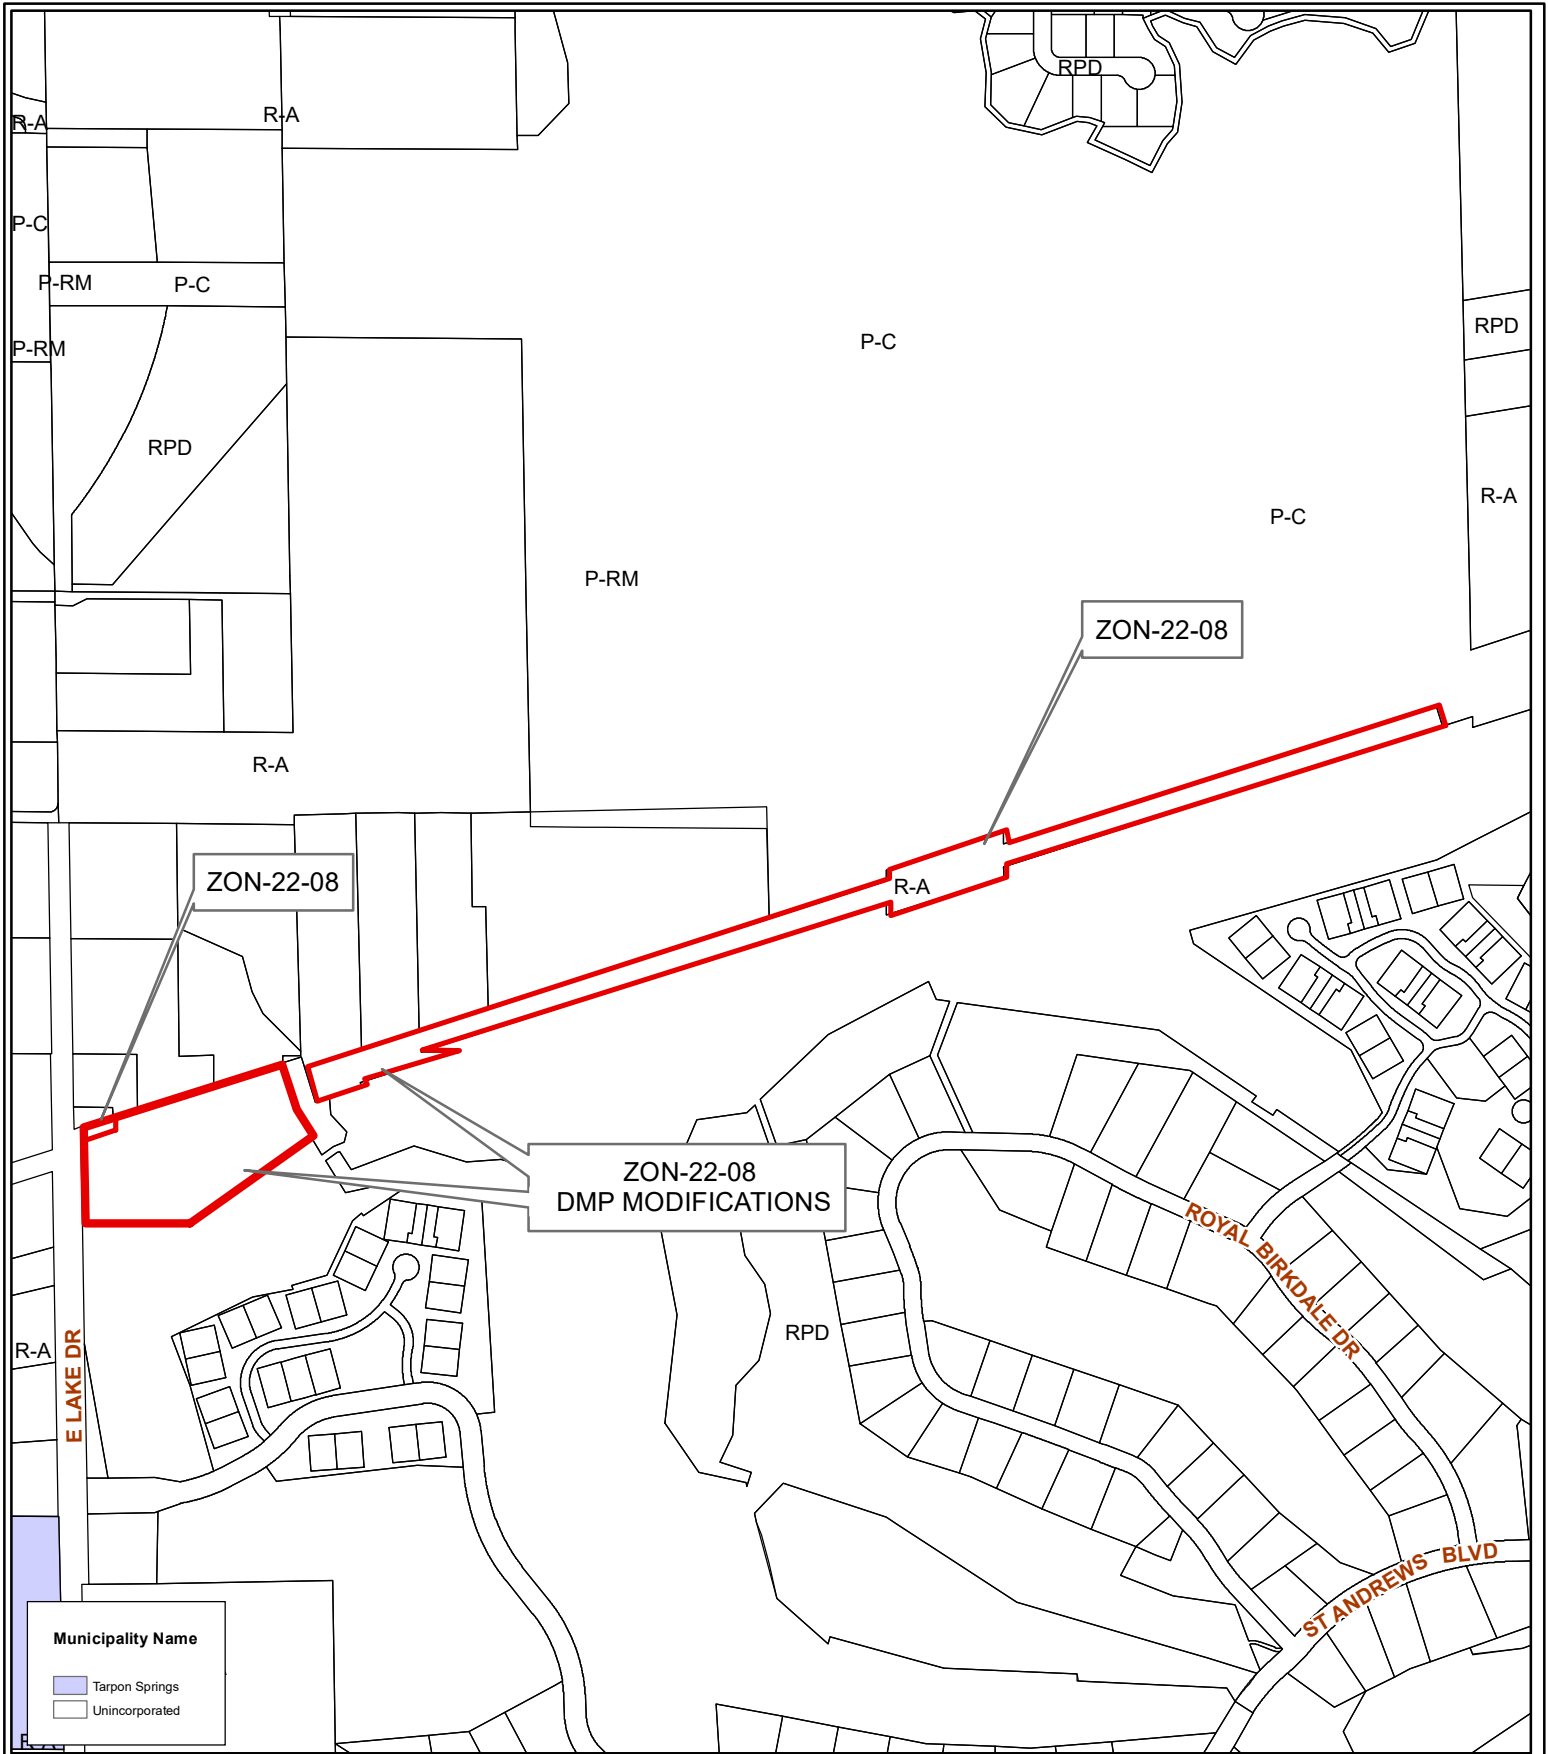 RPD
R-A
R-A
P-C
P-RM
P-C
RPD
P-C
P-RM
RPD
R-A
P-C
P-RM
ZON-22-08
R-A
ZON-22-08
R-A
ZON-22-08
DMP MODIFICATIONS
ROYAL BIRKDALE DR
RPD
R-A
E LAKE DR
ST ANDREWS BLVD
Municipality Name
Tarpon Springs
Unincorporated